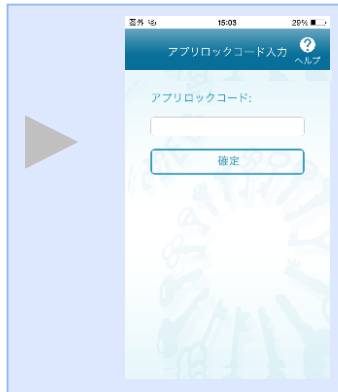 圏外 15:03 29%
アプリロックコード入力 ?
ヘルプ
アプリロックコード:
確定